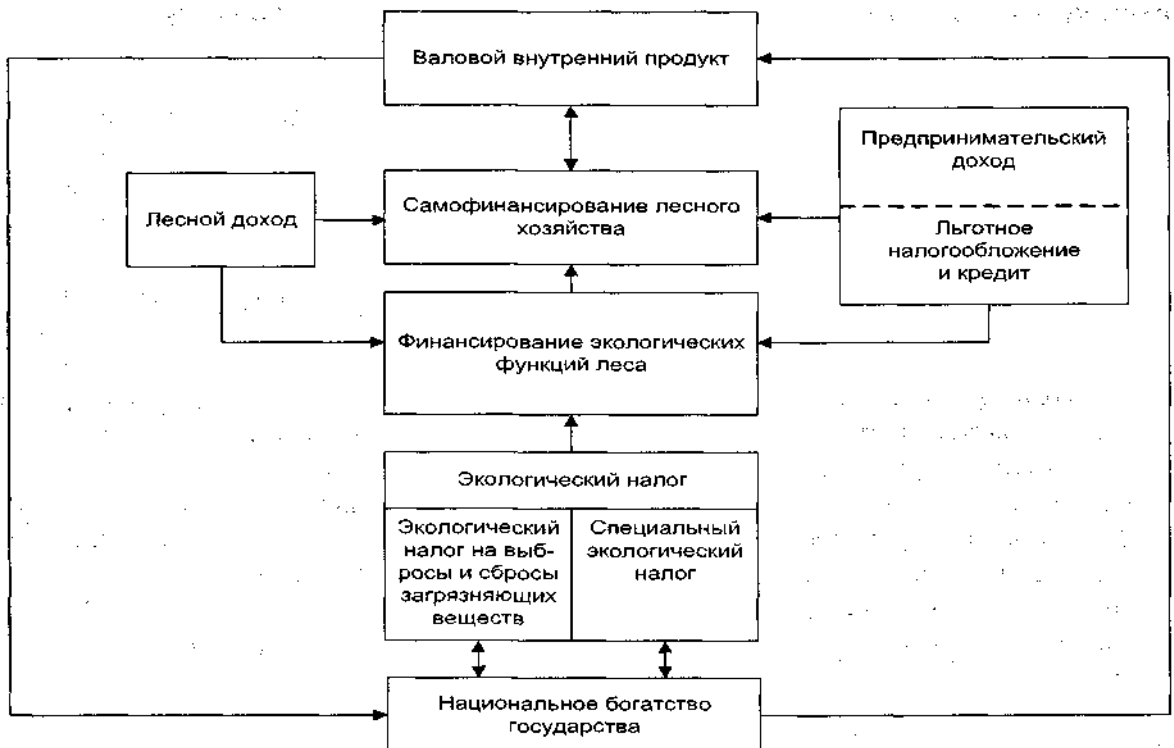 Валовой внутренний продукт
Предпринимательский
доход
Лесной доход
Самофинансирование лесного
хозяйства
Льготное
налогообложение
и кредит
Финансирование экологических
функций леса
Экологический налог
Экологический
налог на выб-
росы и сбросы
загрязняющих
веществ
Специальный
экологический
налог
Национальное богатство
государства